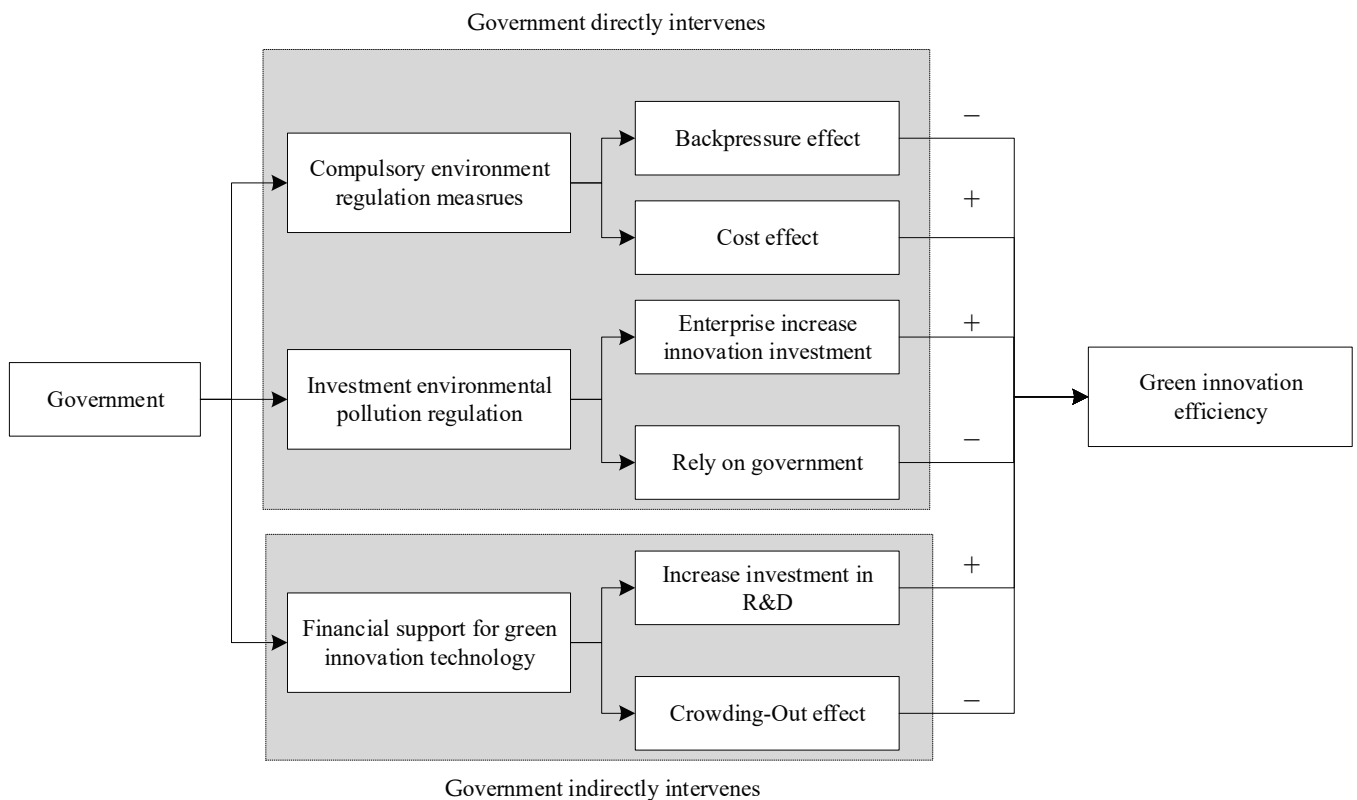 Government directly intervenes
Backpressure effect
−
Compulsory environment
regulation measrues
+
Cost effect
Enterprise increase
innovation investment
+
Government
Investment environmental
pollution regulation
Green innovation
efficiency
Rely on government
−
Increase investment in
R&D
+
Financial support for green
innovation technology
Crowding-Out effect
−
Government indirectly intervenes